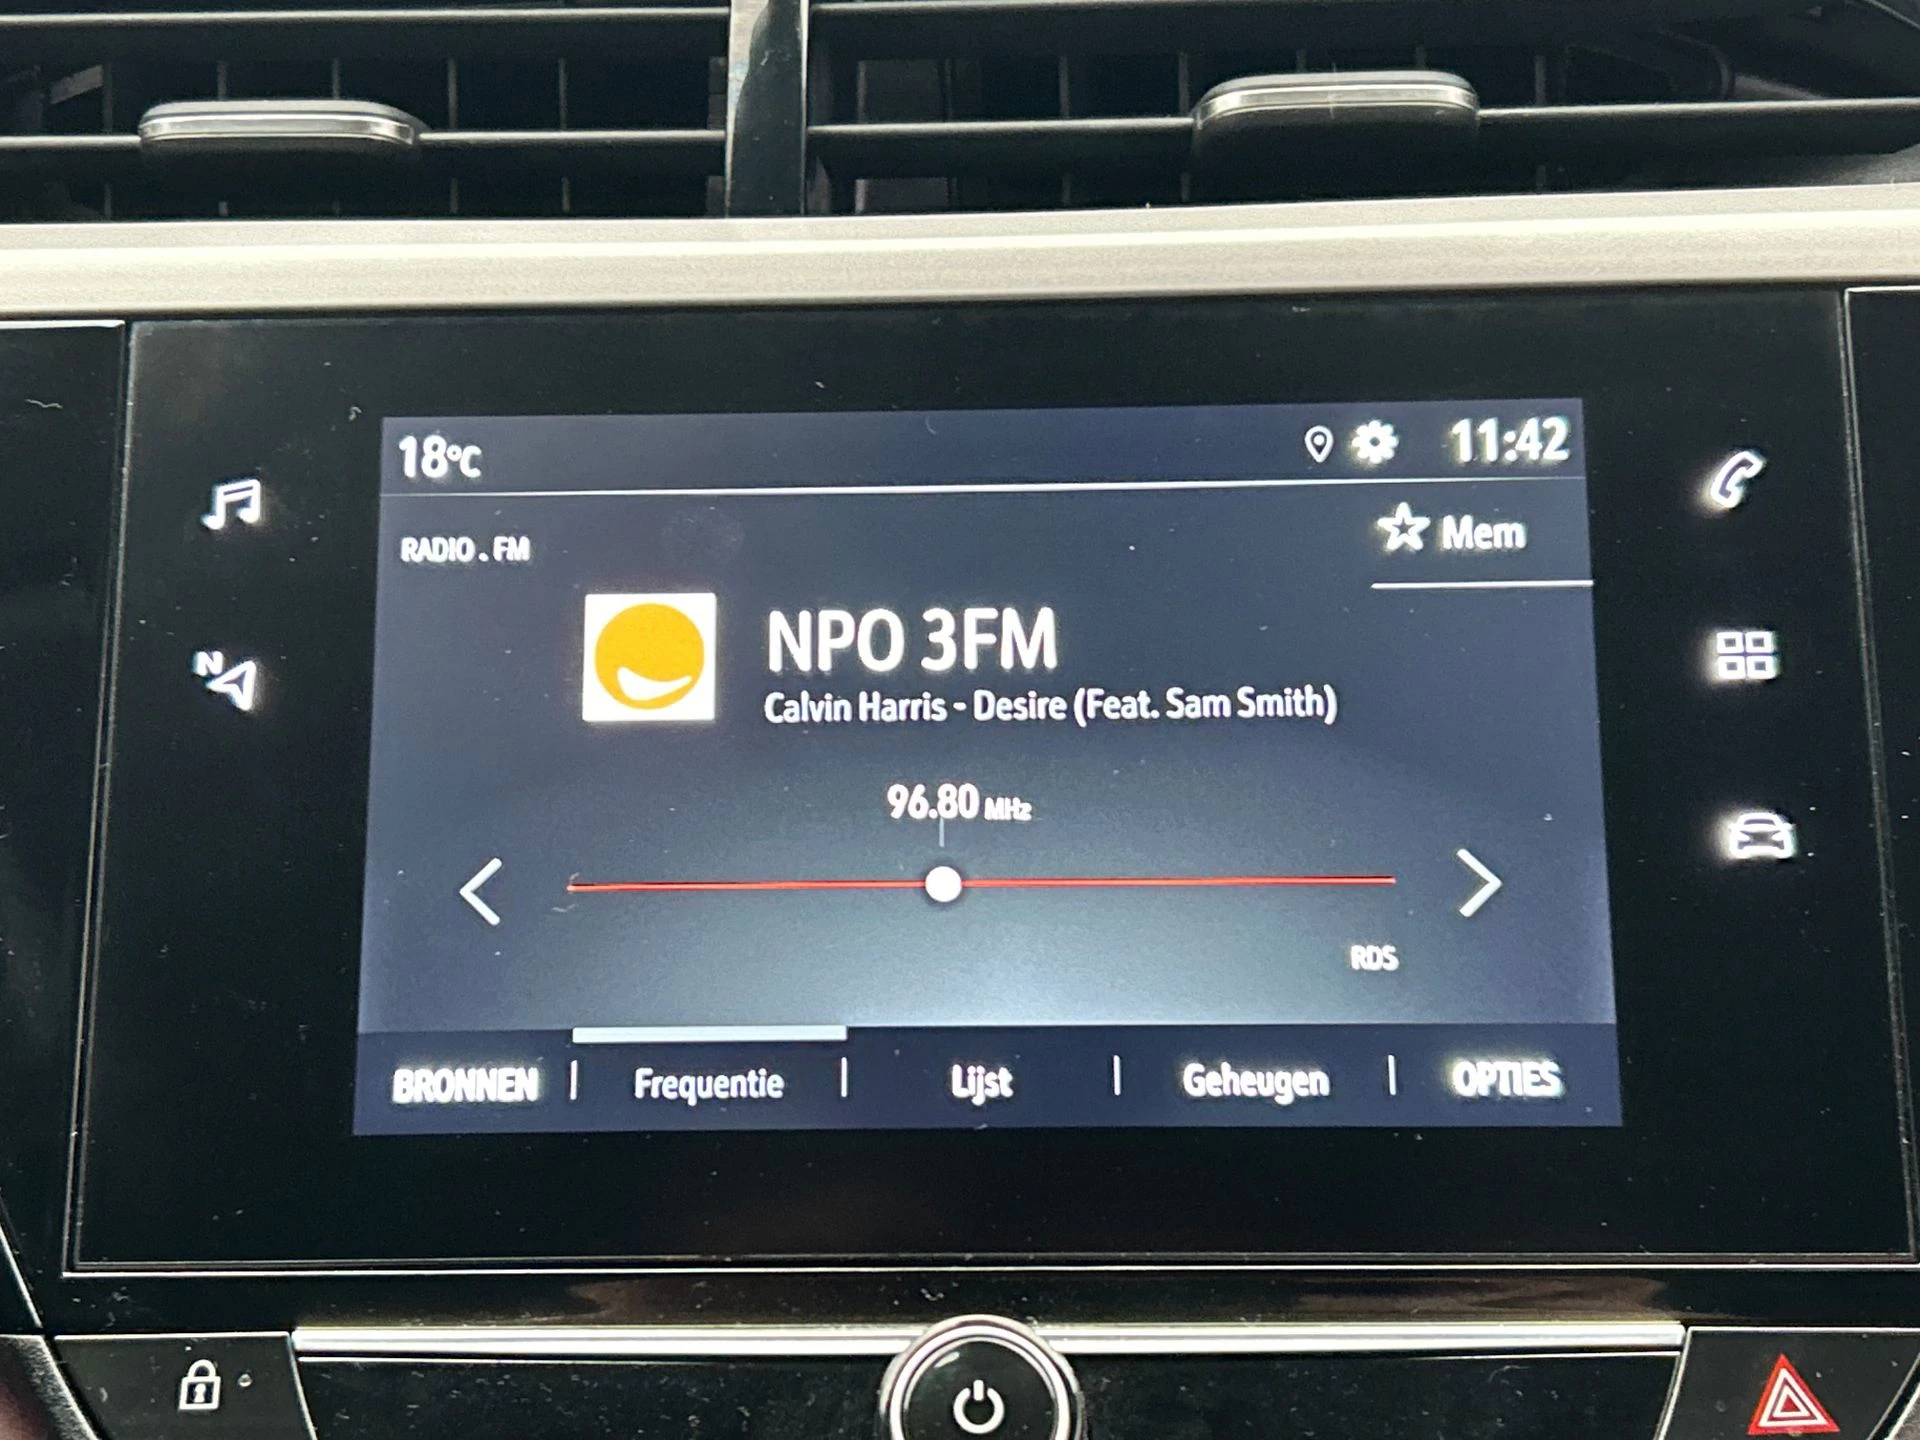 18°C
11:42
RADIO . FM
Mem
NPO 3FM
Calvin Harris - Desire (Feat. Sam Smith)
96.80 MHz
RDS
BRONNEN | Frequentie | Lijst | Geheugen | OPTIES
N